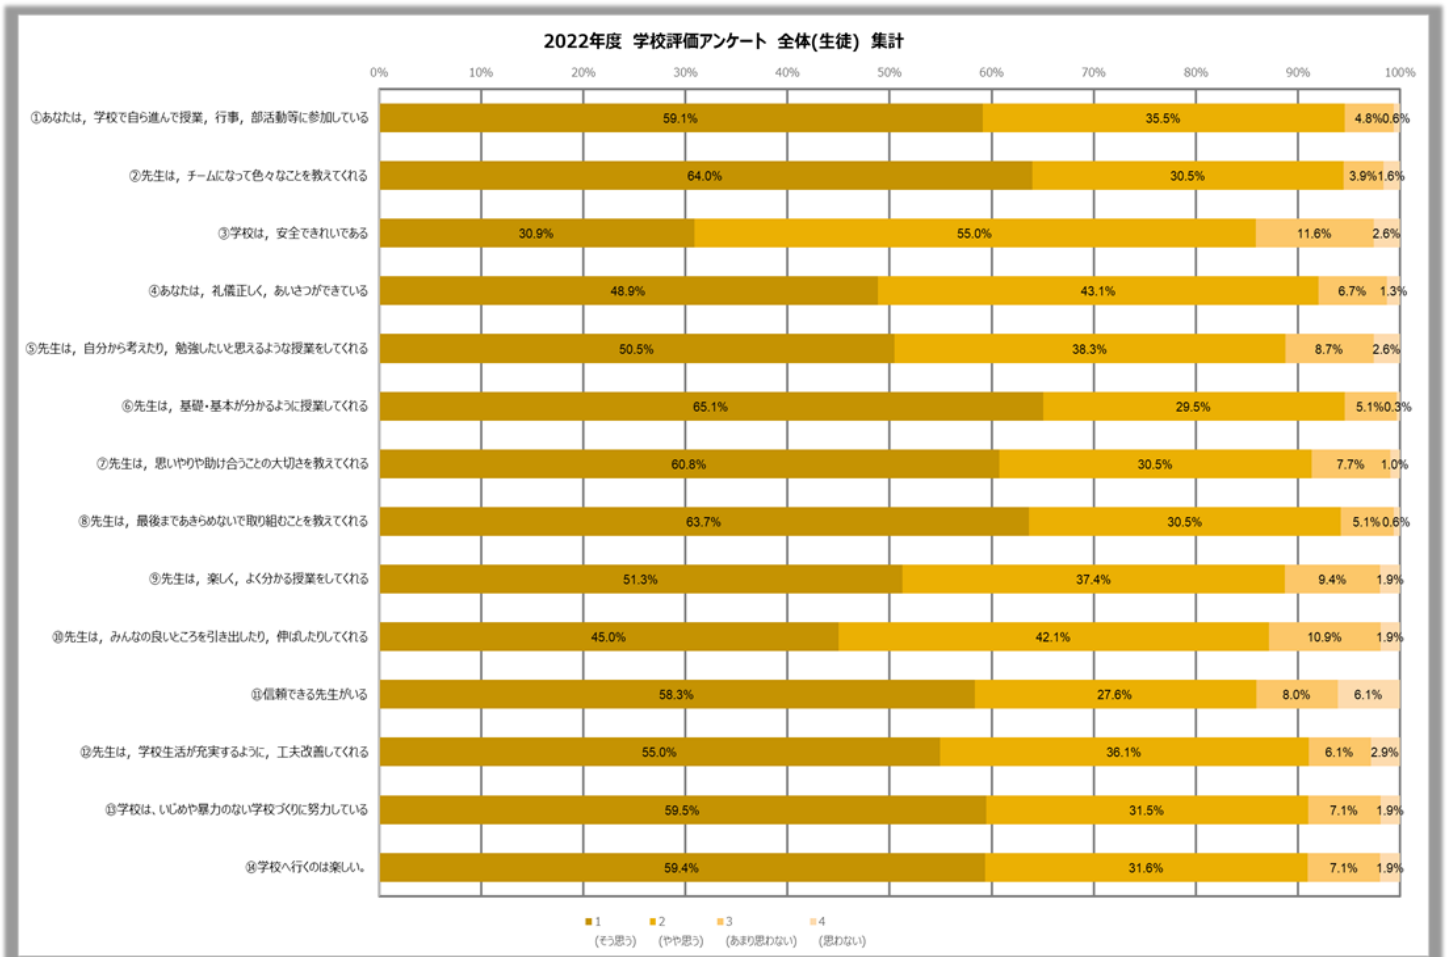 2022年度 学校評価アンケート 全体(生徒) 集計
0% 10% 20% 30% 40% 50% 60% 70% 80% 90% 100%
①あなたは，学校で自ら進んで授業，行事，部活動等に参加している 59.1% 35.5% 4.8% 0.6%
②先生は，チームになって色々なことを教えてくれる 64.0% 30.5% 3.9% 1.6%
③学校は，安全できれいである 30.9% 55.0% 11.6% 2.6%
④あなたは，礼儀正しく，あいさつができている 48.9% 43.1% 6.7% 1.3%
⑤先生は，自分から考えたり，勉強したいと思えるような授業をしてくれる 50.5% 38.3% 8.7% 2.6%
⑥先生は，基礎・基本が分かるように授業してくれる 65.1% 29.5% 5.1% 0.3%
⑦先生は，思いやりや助け合うことの大切さを教えてくれる 60.8% 30.5% 7.7% 1.0%
⑧先生は，最後まであきらめないで取り組むことを教えてくれる 63.7% 30.5% 5.1% 0.6%
⑨先生は，楽しく，よく分かる授業をしてくれる 51.3% 37.4% 9.4% 1.9%
⑩先生は，みんなの良いところを引き出したり，伸ばしたりしてくれる 45.0% 42.1% 10.9% 1.9%
⑪信頼できる先生がいる 58.3% 27.6% 8.0% 6.1%
⑫先生は，学校生活が充実するように，工夫改善してくれる 55.0% 36.1% 6.1% 2.9%
⑬学校は、いじめや暴力のない学校づくりに努力している 59.5% 31.5% 7.1% 1.9%
⑭学校へ行くのは楽しい。 59.4% 31.6% 7.1% 1.9%
1 2 3 4
(そう思う) (やや思う) (あまり思わない) (思わない)